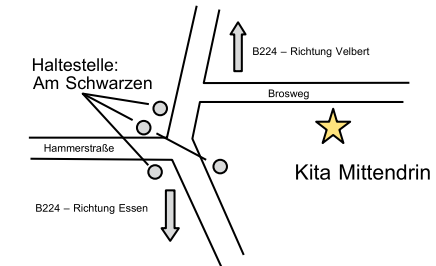 Haltestelle:
Am Schwarzen
B224 – Richtung Velbert
Brosweg
Hammerstraße
Kita Mittendrin
B224 – Richtung Essen